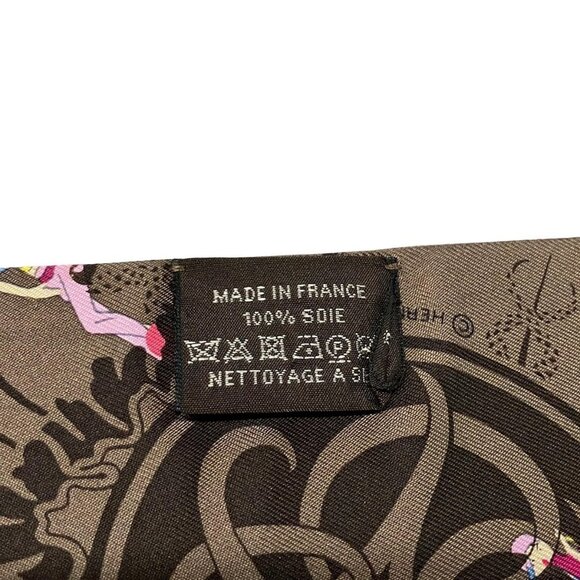 MADE IN FRANCE
100% SOIE
NETTOYAGE A
©